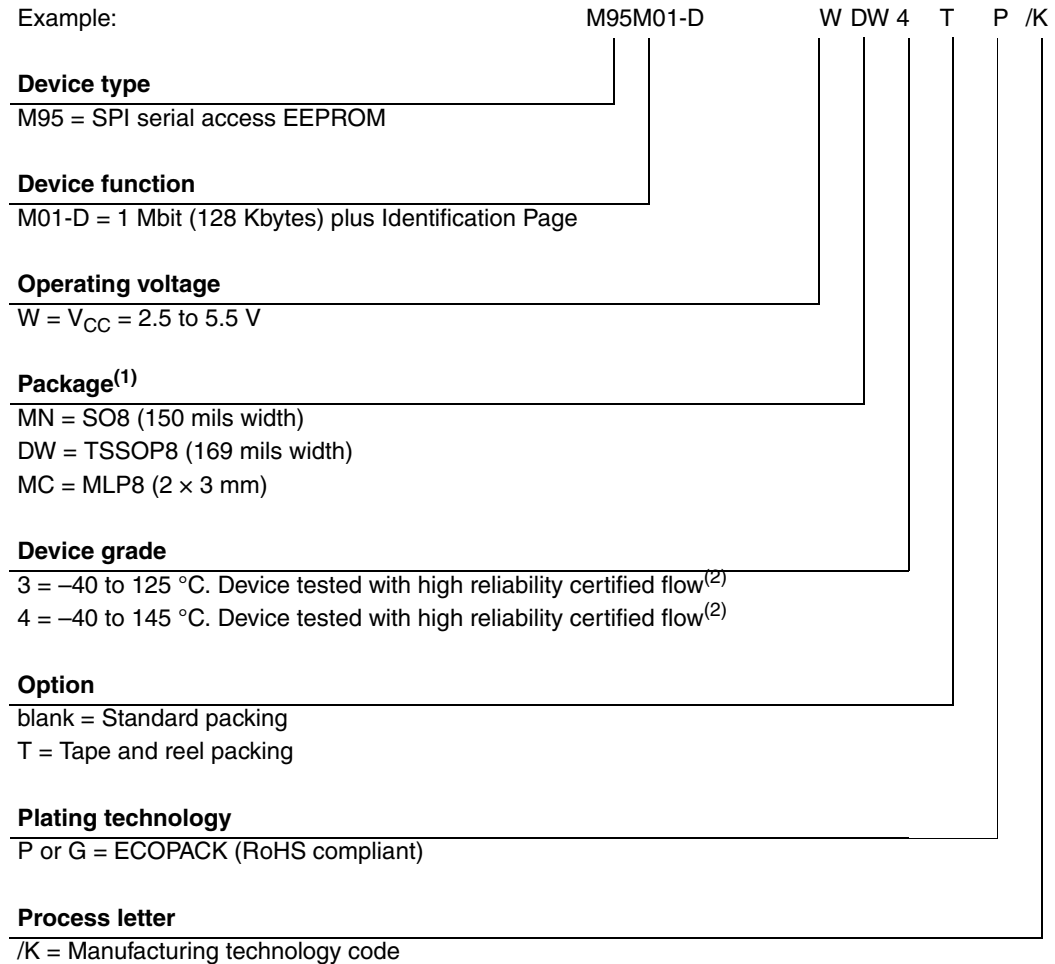 Example: M95M01-D W DW 4 T P /K
Device type
M95 = SPI serial access EEPROM
Device function
M01-D = 1 Mbit (128 Kbytes) plus Identification Page
Operating voltage
W = VCC = 2.5 to 5.5 V
Package(1)
MN = SO8 (150 mils width)
DW = TSSOP8 (169 mils width)
MC = MLP8 (2 × 3 mm)
Device grade
3 = –40 to 125 °C. Device tested with high reliability certified flow(2)
4 = –40 to 145 °C. Device tested with high reliability certified flow(2)
Option
blank = Standard packing
T = Tape and reel packing
Plating technology
P or G = ECOPACK (RoHS compliant)
Process letter
/K = Manufacturing technology code